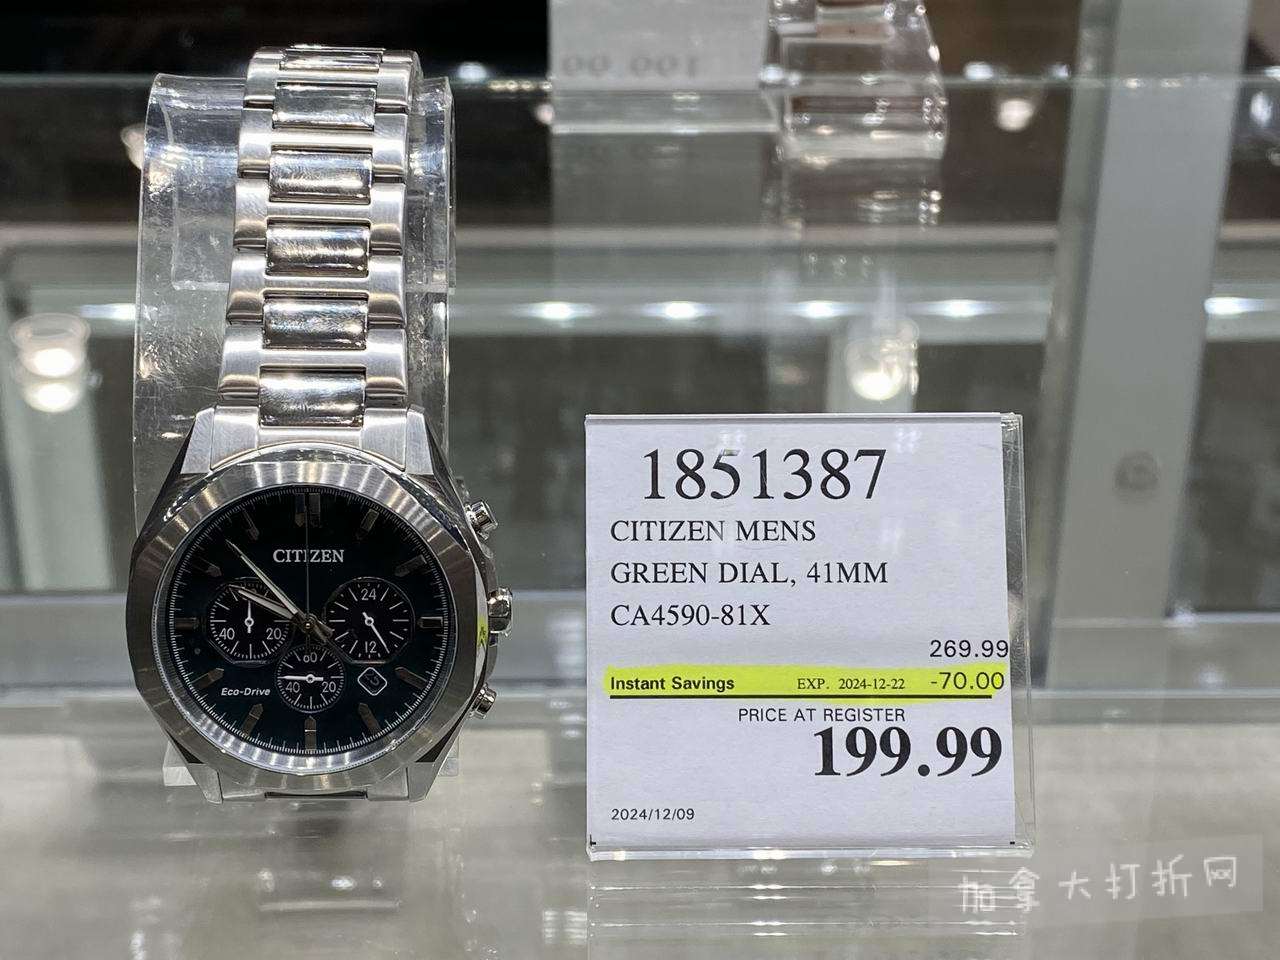 CITIZEN
24
12
40 20
60
40 20
Eco-Drive
1851387
CITIZEN MENS
GREEN DIAL, 41MM
CA4590-81X
269.99
Instant Savings EXP. 2024-12-22 -70.00
PRICE AT REGISTER
199.99
2024/12/09
加拿大打折网